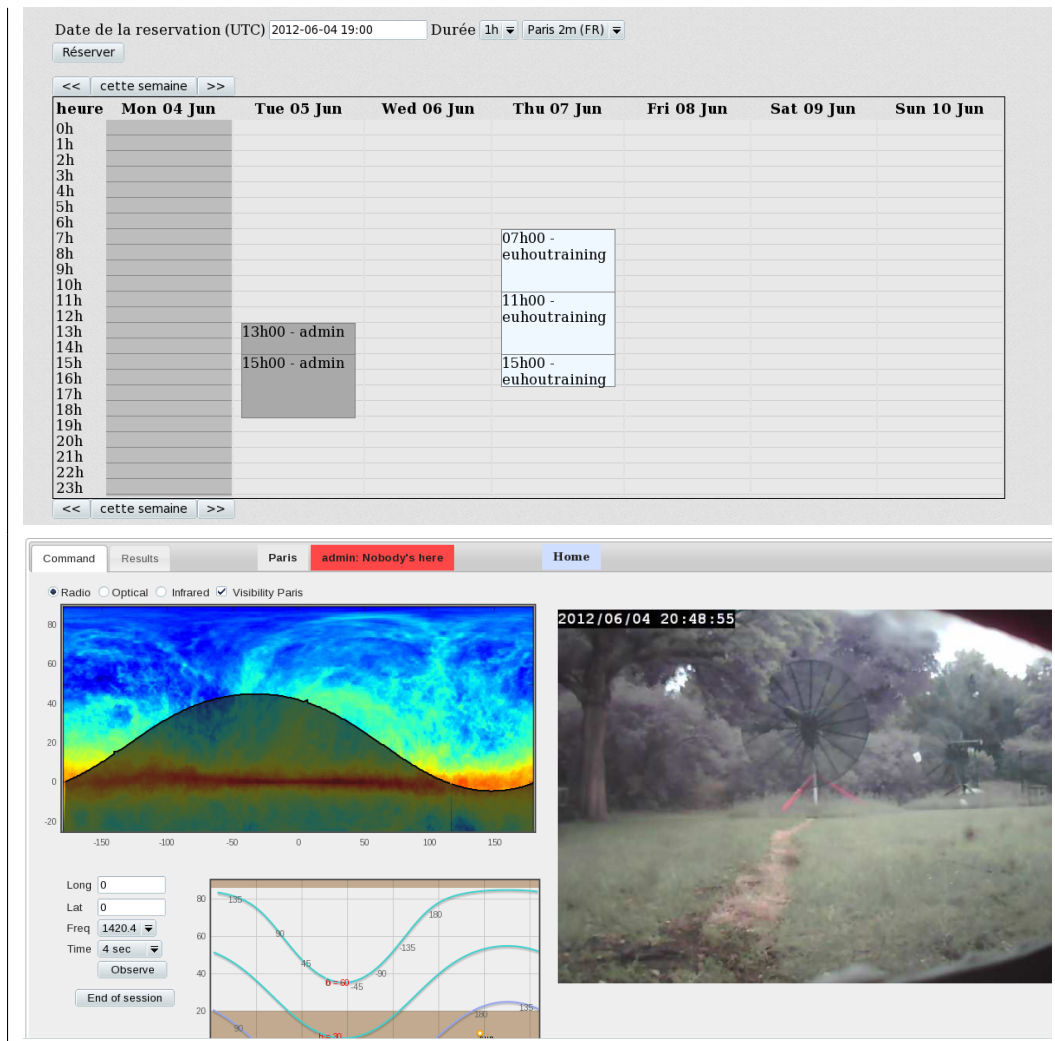 Date de la reservation (UTC) 2012-06-04 19:00 Durée 1h Paris 2m (FR)
Réserver
<< cette semaine >>
heure Mon 04 Jun Tue 05 Jun Wed 06 Jun Thu 07 Jun Fri 08 Jun Sat 09 Jun Sun 10 Jun
0h
1h
2h
3h
4h
5h
6h
7h 07h00 -
8h euhoutraining
9h
10h
11h 11h00 -
12h euhoutraining
13h 13h00 - admin
14h
15h 15h00 - admin 15h00 -
16h euhoutraining
17h
18h
19h
20h
21h
22h
23h
<< cette semaine >>
Command Results Paris admin: Nobody's here Home
Radio Optical Infrared Visibility Paris
2012/06/04 20:48:55
80
60
40
20
0
-20
-150 -100 -50 0 50 100 150
Long 0
Lat 0
Freq 1420.4
Time 4 sec
Observe
End of session
80 135
180
60 90
-135
45 -90
40 b = 60 -45
20 180 135
90
b = 30 sun